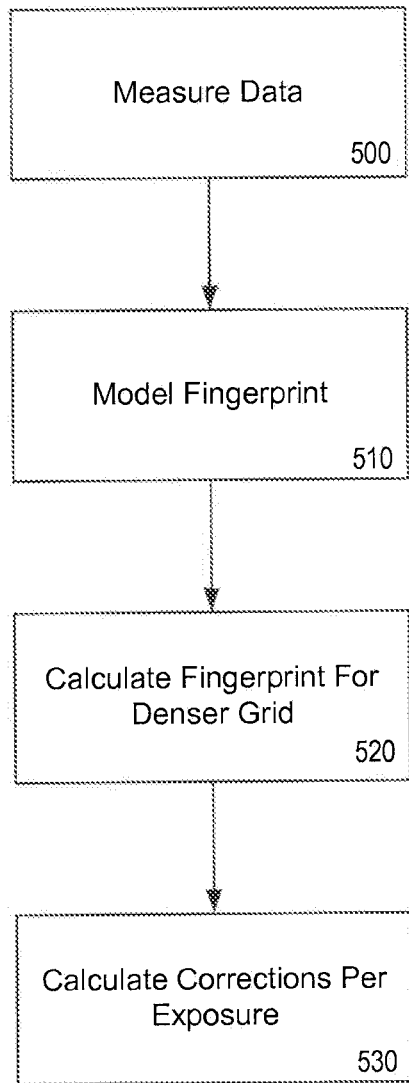 Measure Data
500
Model Fingerprint
510
Calculate Fingerprint For
Denser Grid
520
Calculate Corrections Per
Exposure
530